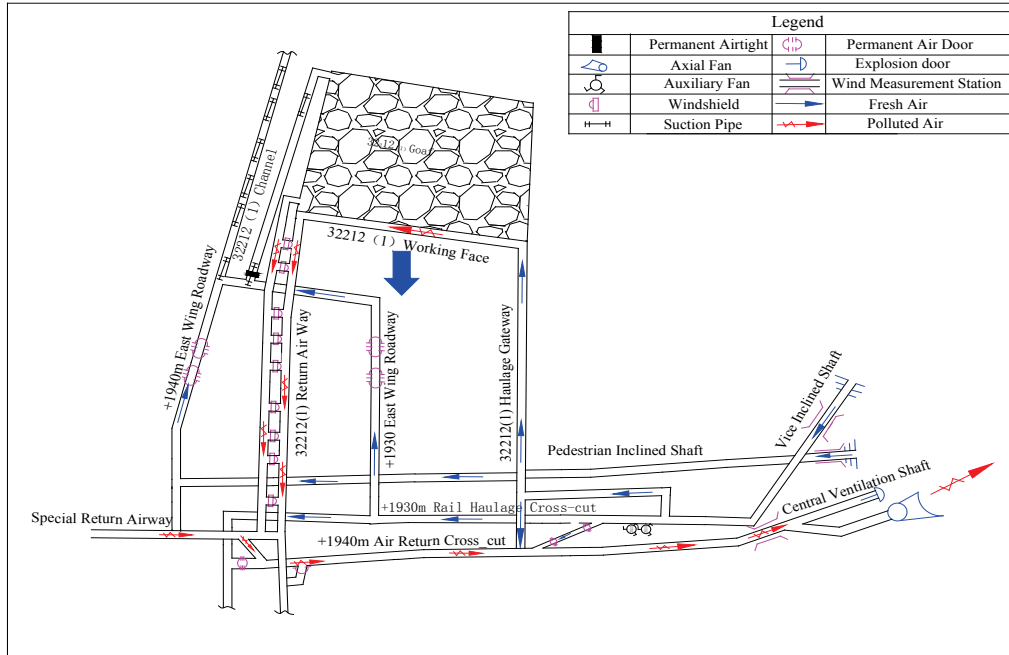 Legend
Permanent Airtight
Permanent Air Door
Axial Fan
Explosion door
Auxiliary Fan
Wind Measurement Station
Windshield
Fresh Air
Suction Pipe
Polluted Air
32212(1) Goaf
32212 (1) Channel
32212 (1) Working Face
+1940m East Wing Roadway
32212(1) Return Air Way
+1930 East Wing Roadway
32212(1) Haulage Gateway
Vice Inclined Shaft
Pedestrian Inclined Shaft
Central Ventilation Shaft
+1930m Rail Haulage Cross-cut
Special Return Airway
+1940m Air Return Cross_cut